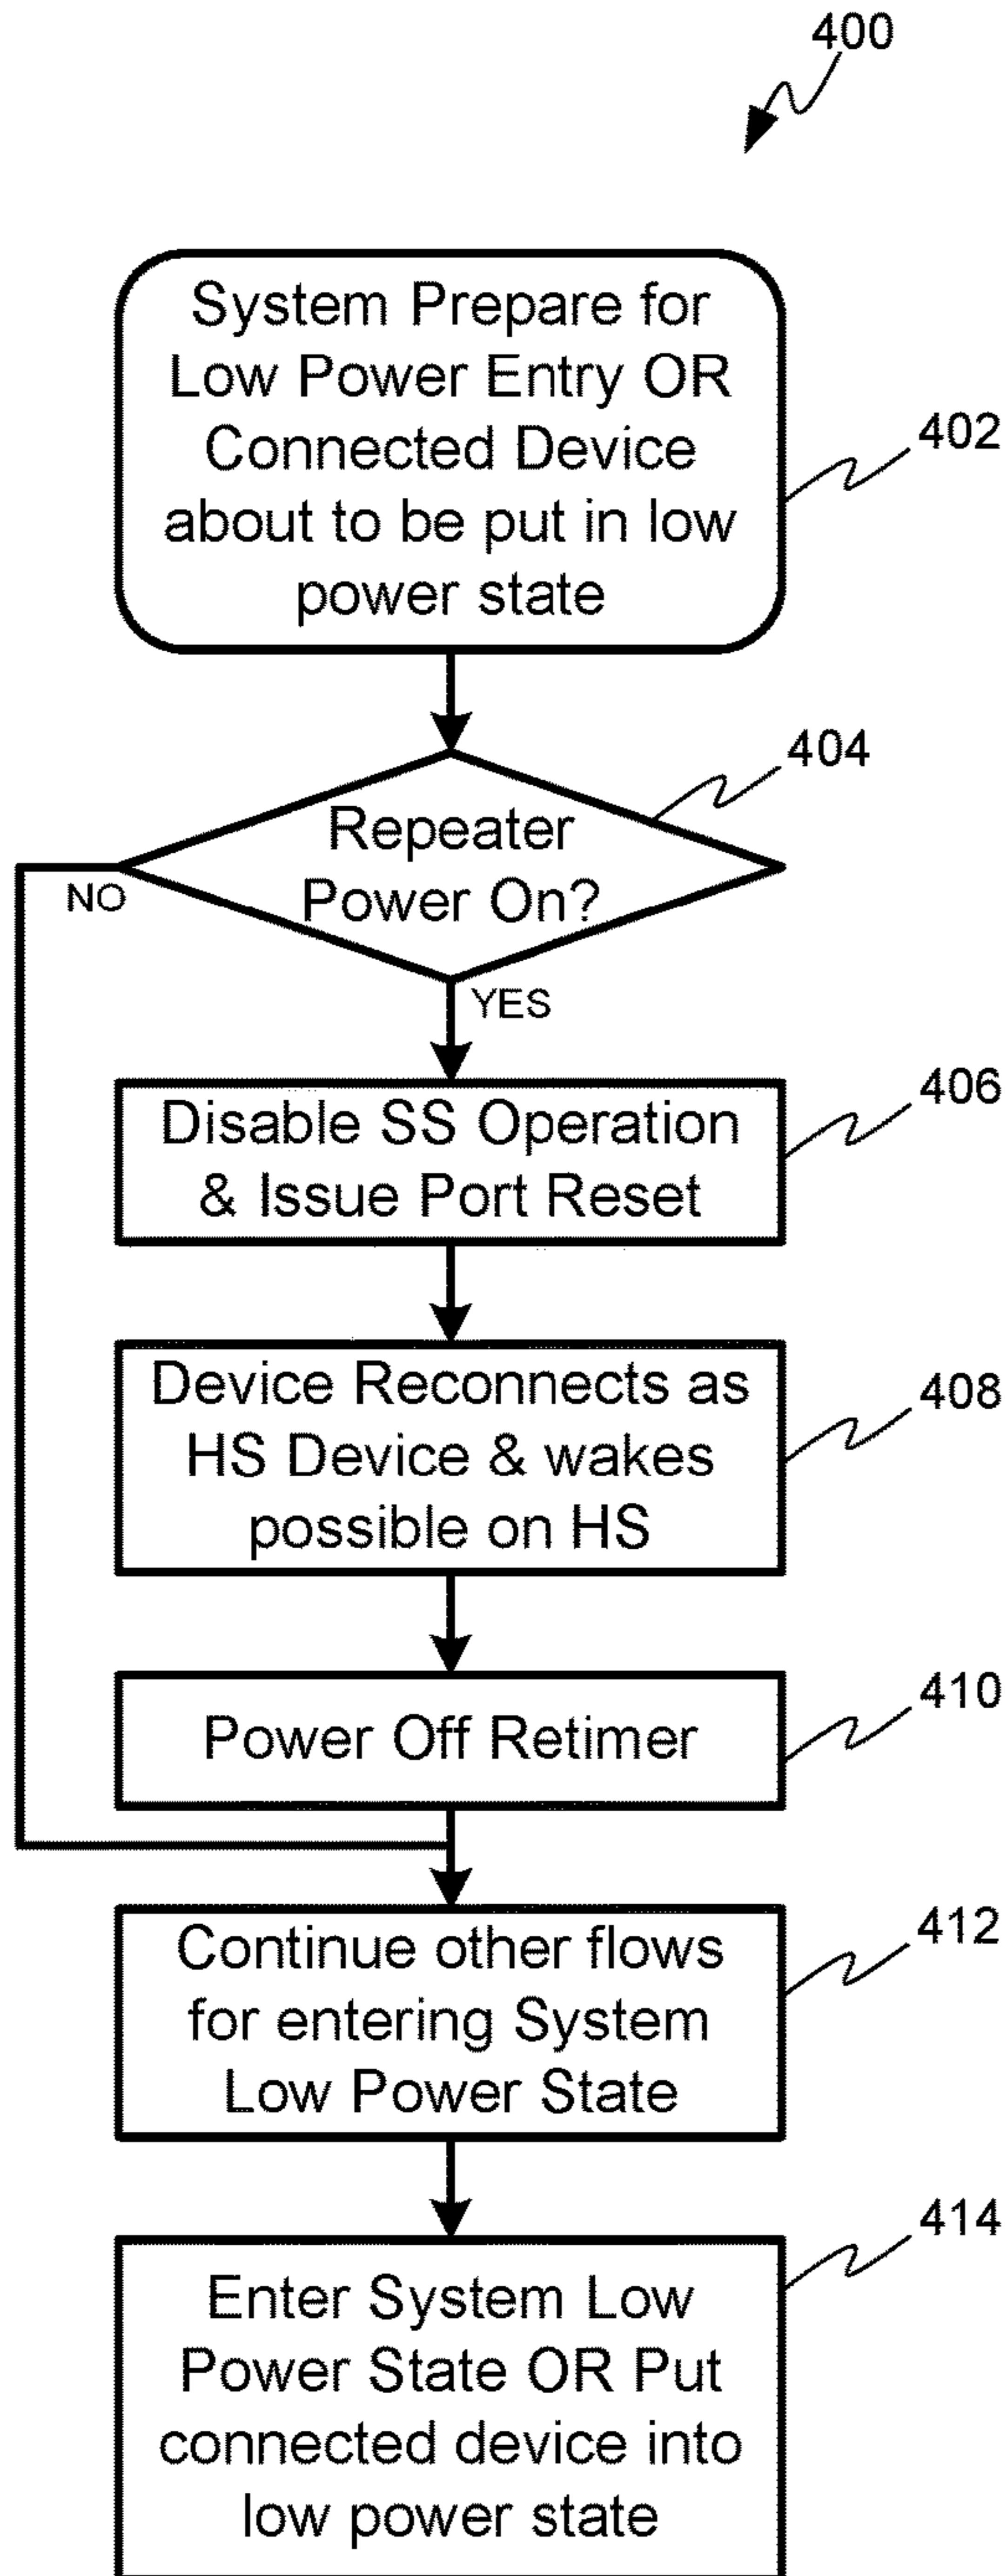 400
System Prepare for
Low Power Entry OR
Connected Device
about to be put in low
power state
402
404
Repeater
Power On?
NO
YES
406
Disable SS Operation
& Issue Port Reset
408
Device Reconnects as
HS Device & wakes
possible on HS
410
Power Off Retimer
412
Continue other flows
for entering System
Low Power State
414
Enter System Low
Power State OR Put
connected device into
low power state